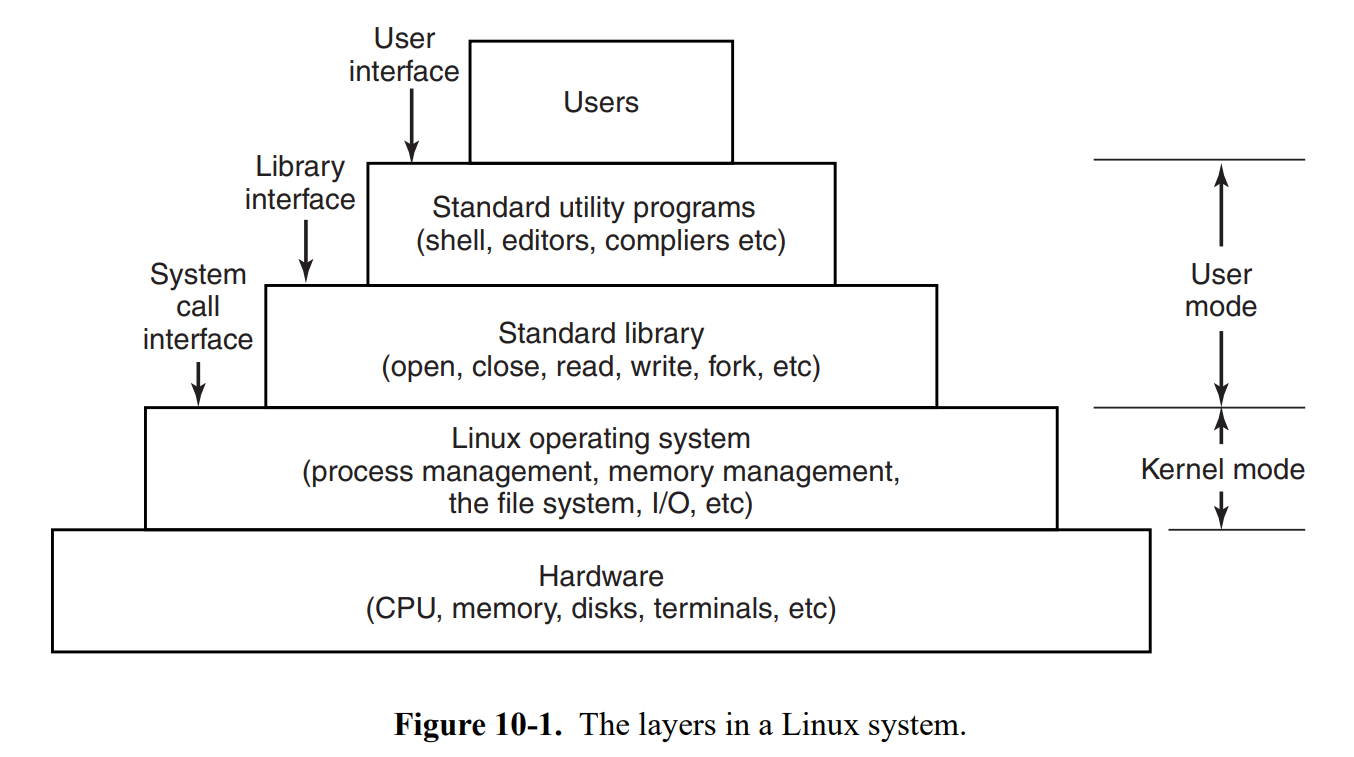 User
interface
Users
Library
interface
Standard utility programs
(shell, editors, compliers etc)
System
call
interface
Standard library
(open, close, read, write, fork, etc)
User
mode
Linux operating system
(process management, memory management,
the file system, I/O, etc)
Kernel mode
Hardware
(CPU, memory, disks, terminals, etc)
Figure 10-1. The layers in a Linux system.